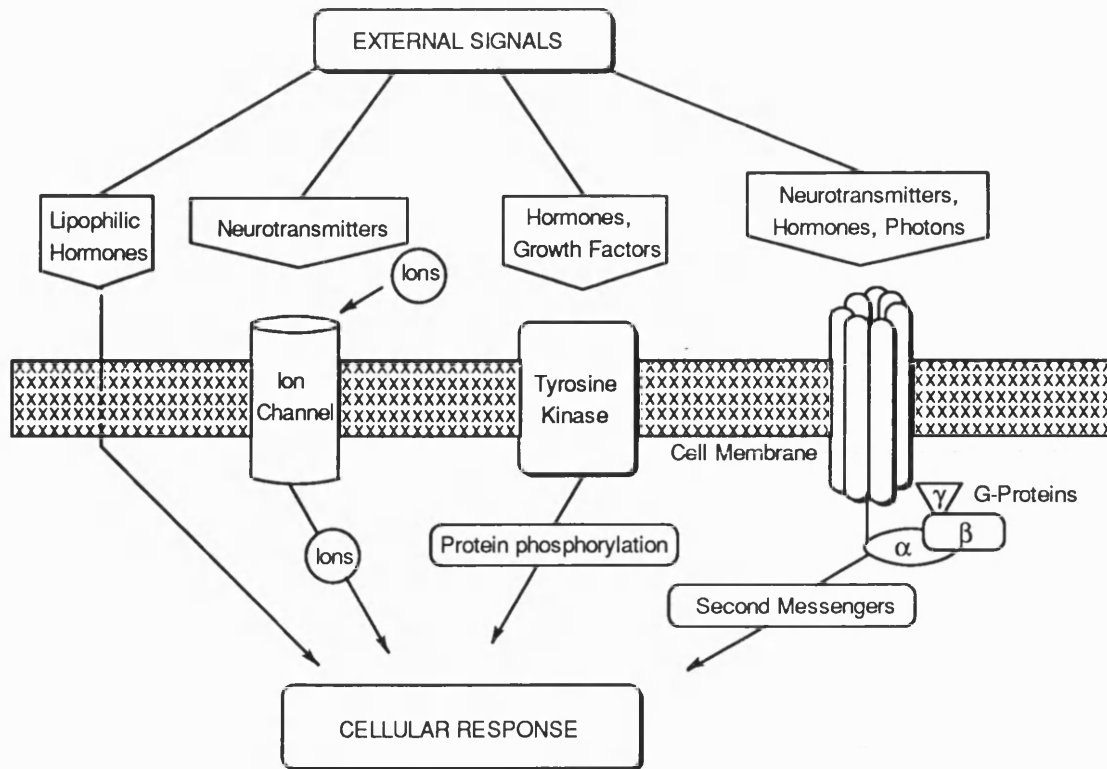 EXTERNAL SIGNALS
Lipophilic
Hormones
Neurotransmitters
Hormones,
Growth Factors
Neurotransmitters,
Hormones, Photons
Ions
Ion
Channel
Tyrosine
Kinase
Cell Membrane
γ
G-Proteins
β
α
Ions
Protein phosphorylation
Second Messengers
CELLULAR RESPONSE